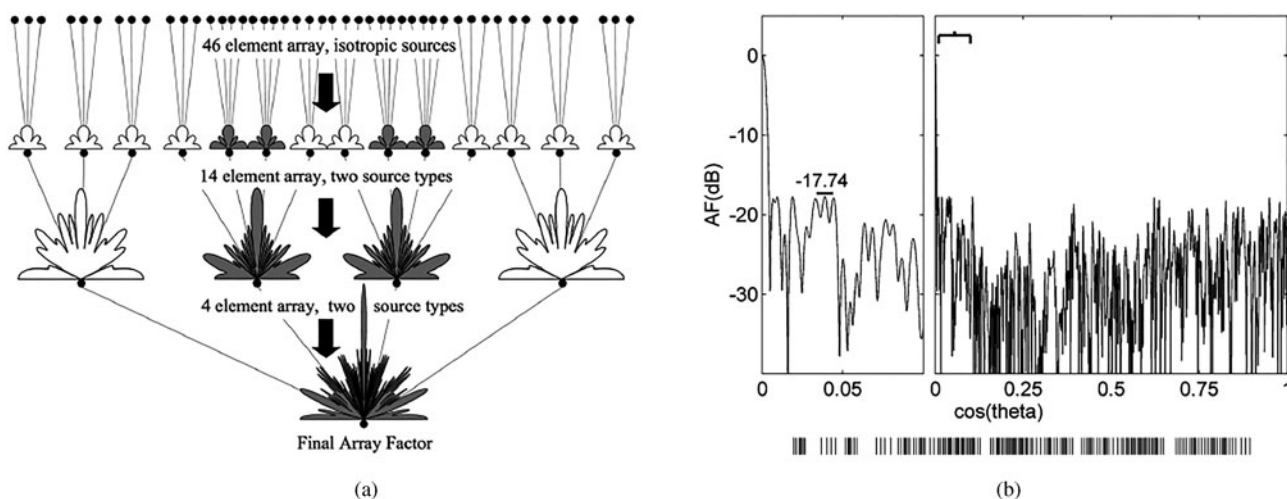 46 element array, isotropic sources
14 element array, two source types
4 element array, two source types
Final Array Factor
(a)
AF(dB)
0
-10
-20
-30
-17.74
0
0.05
0
0.25
0.5
0.75
1
cos(theta)
(b)